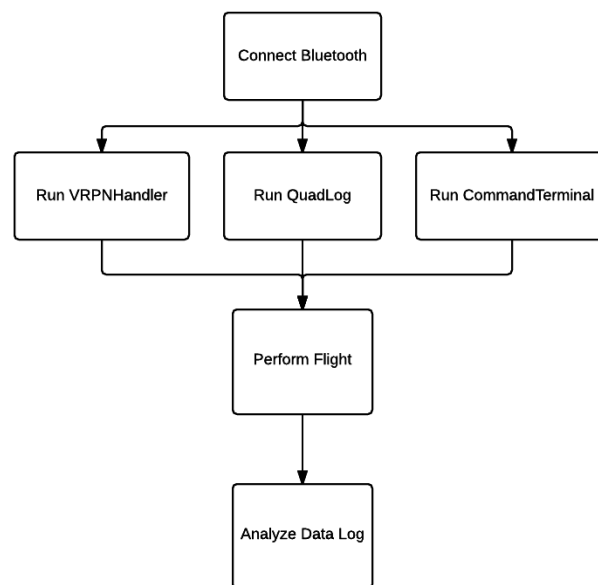 Connect Bluetooth
Run VRPNHandler
Run QuadLog
Run CommandTerminal
Perform Flight
Analyze Data Log